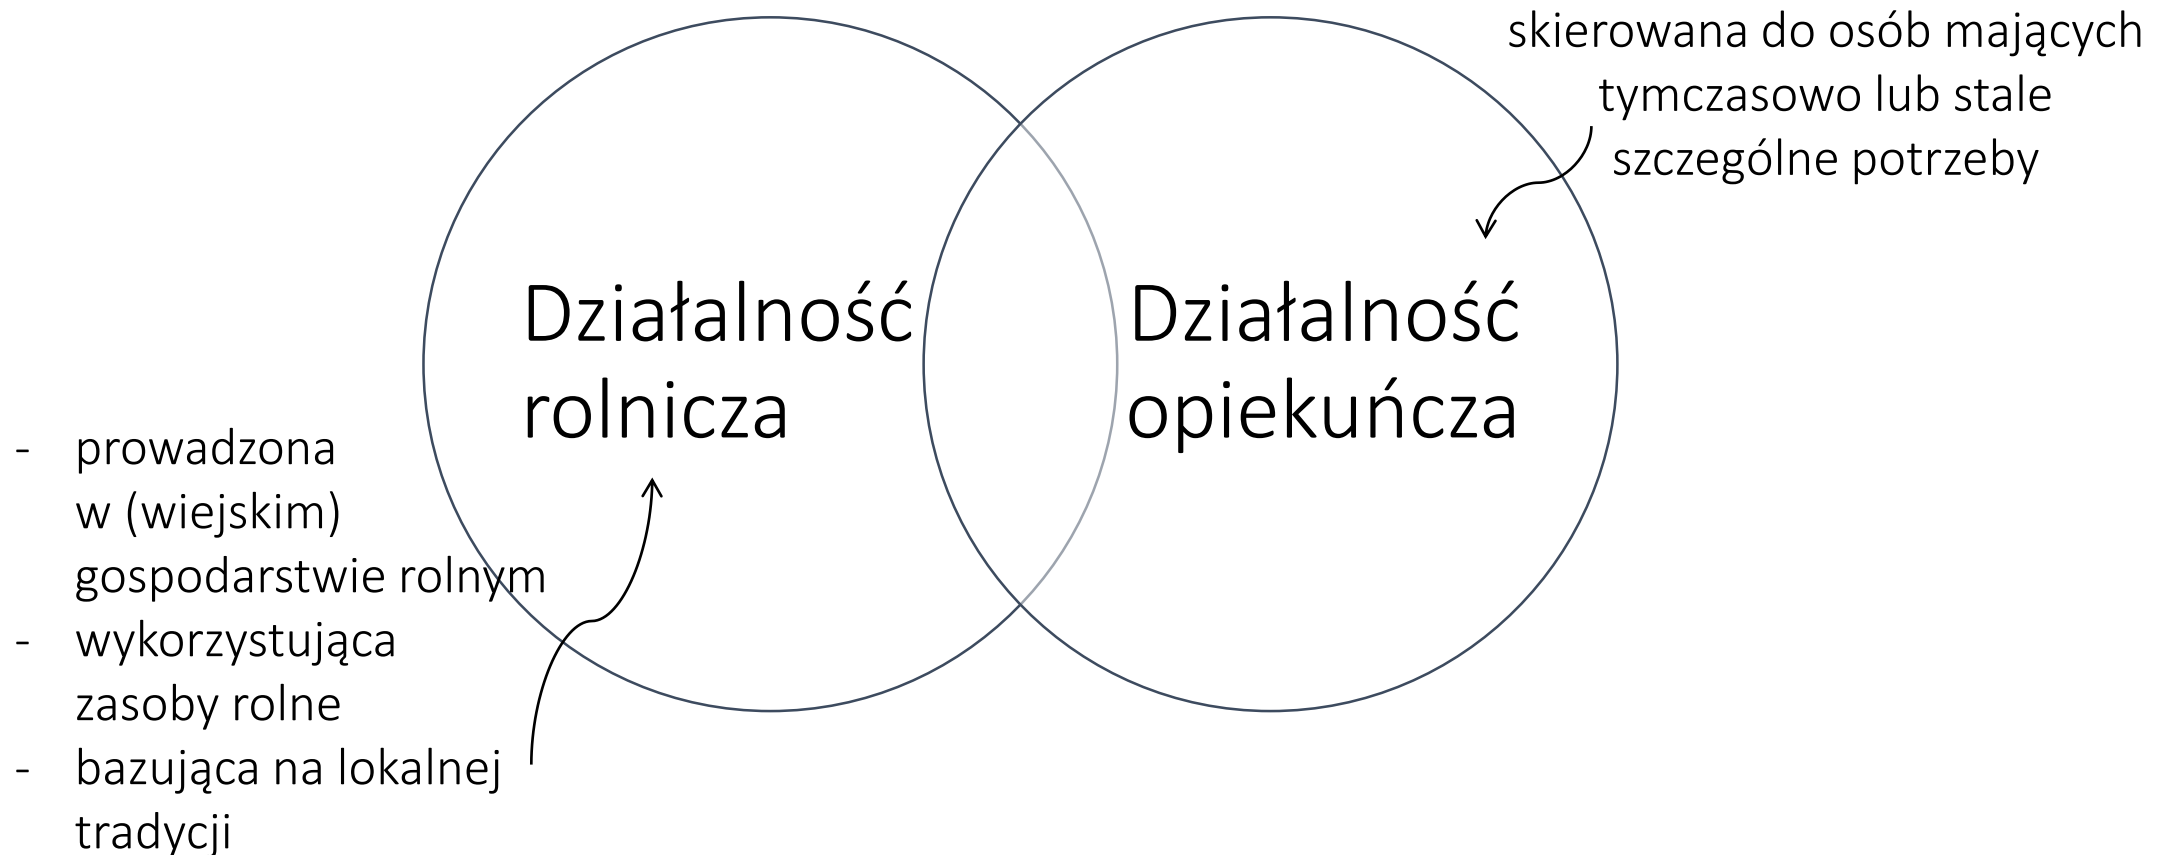 skierowana do osób mających
tymczasowo lub stale
szczególne potrzeby
Działalność
rolnicza
Działalność
opiekuńcza
- prowadzona
w (wiejskim)
gospodarstwie rolnym
- wykorzystująca
zasoby rolne
- bazująca na lokalnej
tradycji